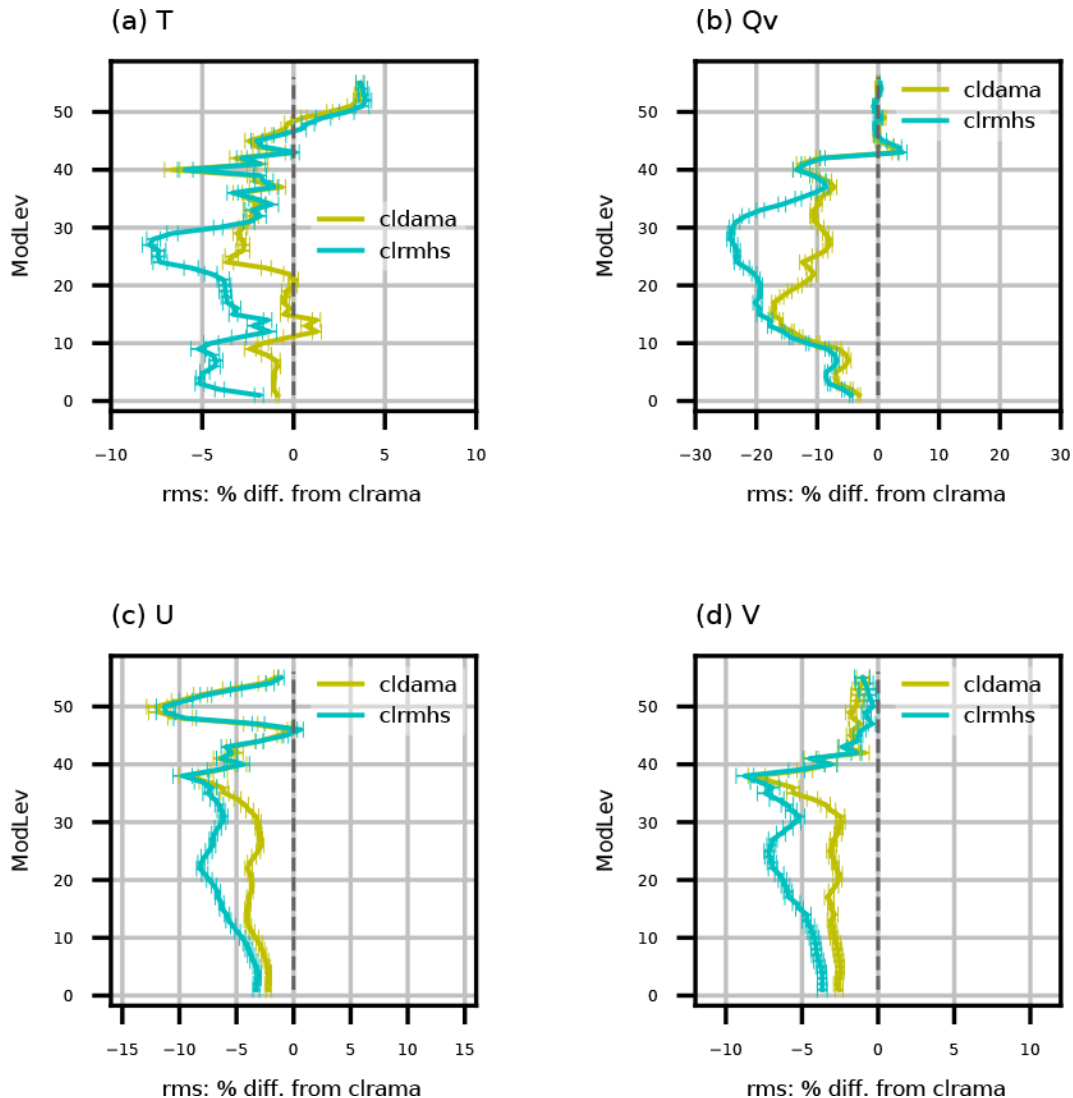 (a) T
ModLev
50
40
30
20
10
0
cldama
clrmhs
−10 −5 0 5 10
rms: % diff. from clrama
(b) Qv
ModLev
50
40
30
20
10
0
cldama
clrmhs
−30 −20 −10 0 10 20 30
rms: % diff. from clrama
(c) U
ModLev
50
40
30
20
10
0
cldama
clrmhs
−15 −10 −5 0 5 10 15
rms: % diff. from clrama
(d) V
ModLev
50
40
30
20
10
0
cldama
clrmhs
−10 −5 0 5 10
rms: % diff. from clrama